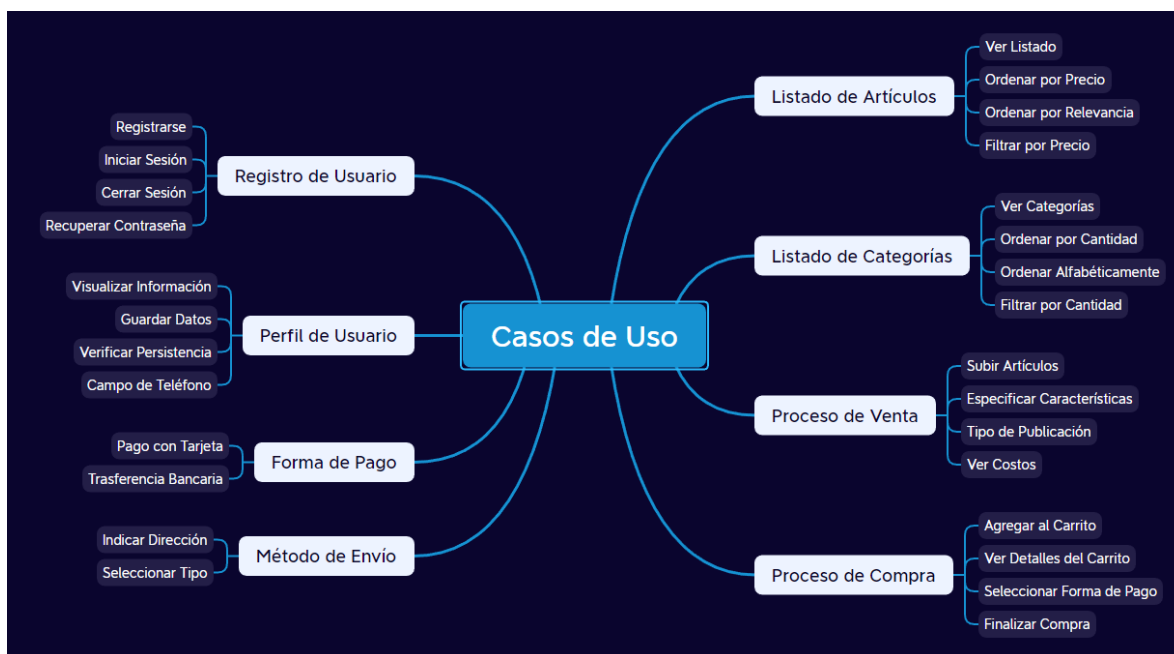 Casos de Uso
Registro de Usuario
Registrarse
Iniciar Sesión
Cerrar Sesión
Recuperar Contraseña
Perfil de Usuario
Visualizar Información
Guardar Datos
Verificar Persistencia
Campo de Teléfono
Forma de Pago
Pago con Tarjeta
Trasferencia Bancaria
Método de Envío
Indicar Dirección
Seleccionar Tipo
Listado de Artículos
Ver Listado
Ordenar por Precio
Ordenar por Relevancia
Filtrar por Precio
Listado de Categorías
Ver Categorías
Ordenar por Cantidad
Ordenar Alfabéticamente
Filtrar por Cantidad
Proceso de Venta
Subir Artículos
Especificar Características
Tipo de Publicación
Ver Costos
Proceso de Compra
Agregar al Carrito
Ver Detalles del Carrito
Seleccionar Forma de Pago
Finalizar Compra